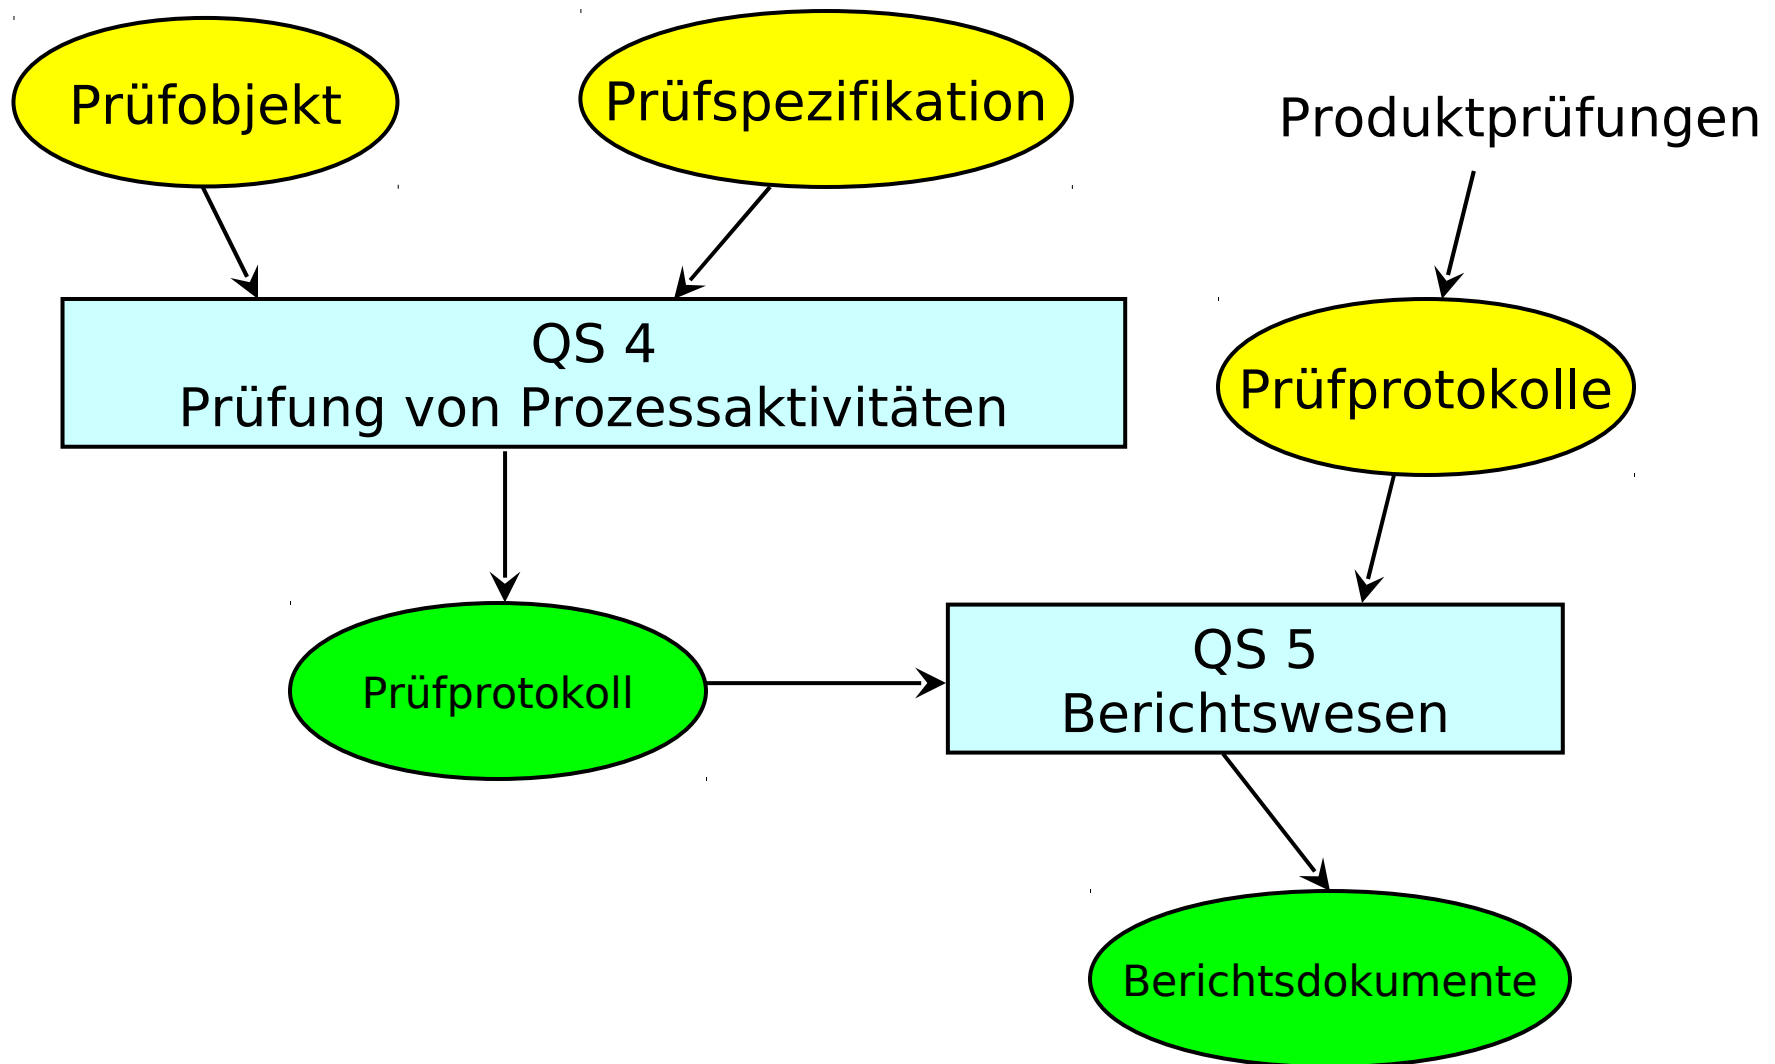 Prüfobjekt
Prüfspezifikation
Produktprüfungen
QS 4
Prüfung von Prozessaktivitäten
Prüfprotokolle
Prüfprotokoll
QS 5
Berichtswesen
Berichtsdokumente